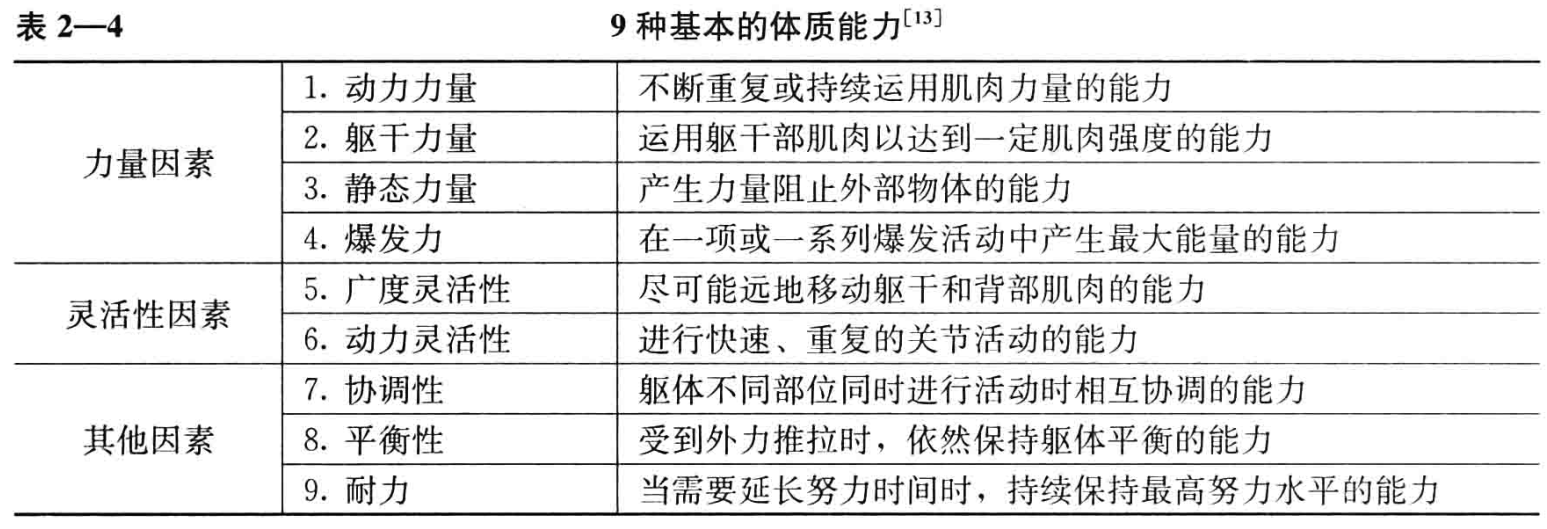 表 2—4 9 种基本的体质能力[13]
力量因素
1. 动力力量 不断重复或持续运用肌肉力量的能力
2. 躯干力量 运用躯干部肌肉以达到一定肌肉强度的能力
3. 静态力量 产生力量阻止外部物体的能力
4. 爆发力 在一项或一系列爆发活动中产生最大能量的能力
灵活性因素
5. 广度灵活性 尽可能远地移动躯干和背部肌肉的能力
6. 动力灵活性 进行快速、重复的关节活动的能力
其他因素
7. 协调性 躯体不同部位同时进行活动时相互协调的能力
8. 平衡性 受到外力推拉时，依然保持躯体平衡的能力
9. 耐力 当需要延长努力时间时，持续保持最高努力水平的能力